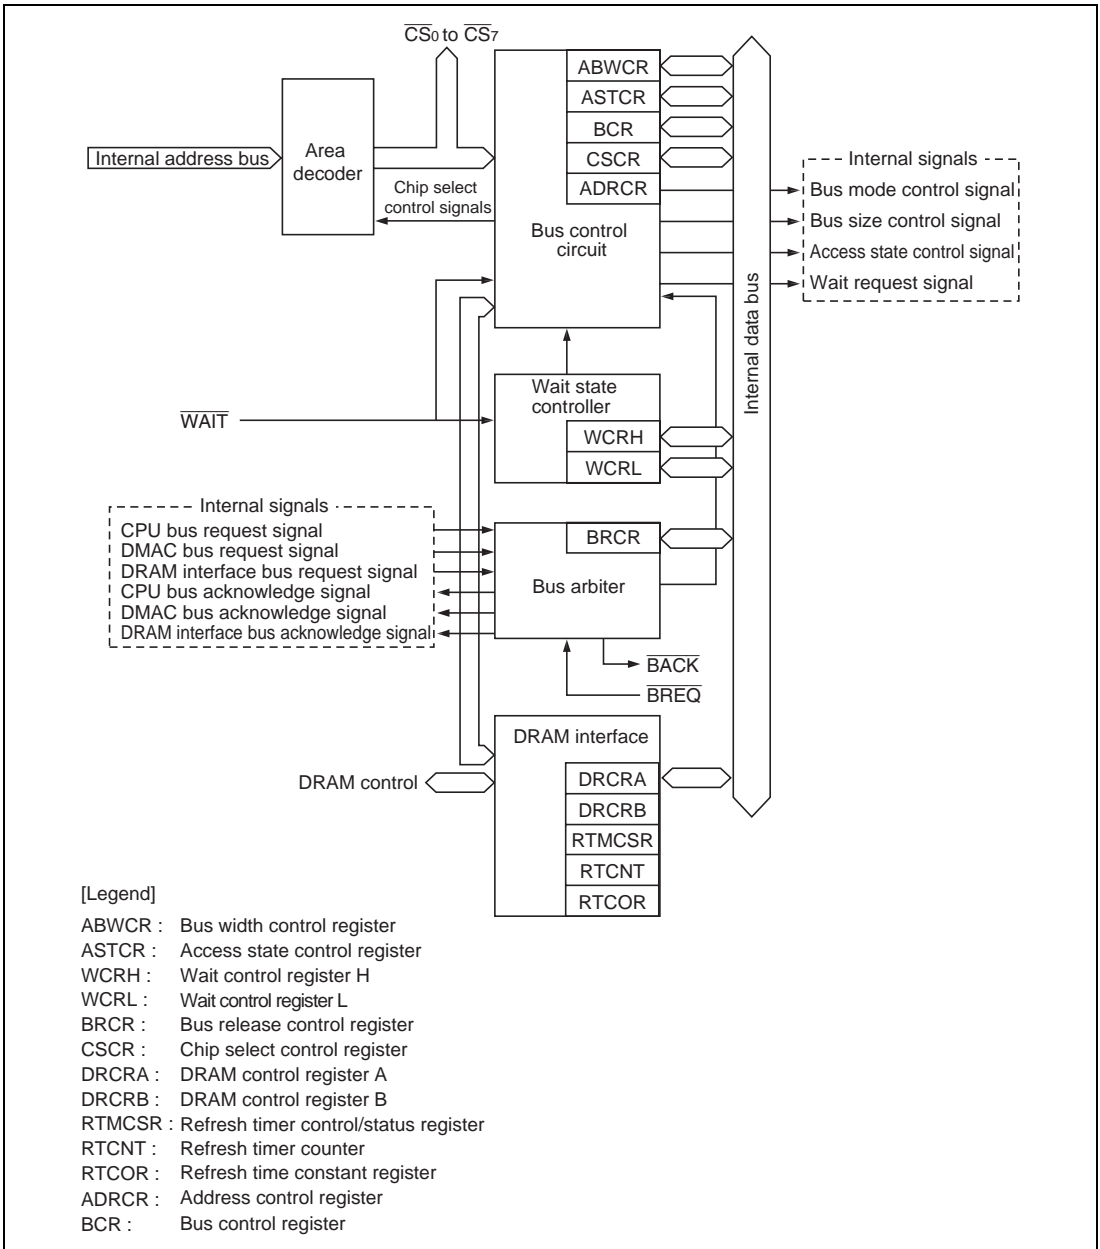 CS0 to CS7
ABWCR
ASTCR
BCR
CSCR
ADRCR
Bus control
circuit
Internal address bus
Area
decoder
Chip select
control signals
Internal data bus
Internal signals
Bus mode control signal
Bus size control signal
Access state control signal
Wait request signal
Wait state
controller
WCRH
WCRL
WAIT
Internal signals
CPU bus request signal
DMAC bus request signal
DRAM interface bus request signal
CPU bus acknowledge signal
DMAC bus acknowledge signal
DRAM interface bus acknowledge signal
BRCR
Bus arbiter
BACK
BREQ
DRAM interface
DRAM control
DRCRA
DRCRB
RTMCSR
RTCNT
RTCOR
[Legend]
ABWCR : Bus width control register
ASTCR : Access state control register
WCRH : Wait control register H
WCRL : Wait control register L
BRCR : Bus release control register
CSCR : Chip select control register
DRCRA : DRAM control register A
DRCRB : DRAM control register B
RTMCSR : Refresh timer control/status register
RTCNT : Refresh timer counter
RTCOR : Refresh time constant register
ADRCR : Address control register
BCR : Bus control register